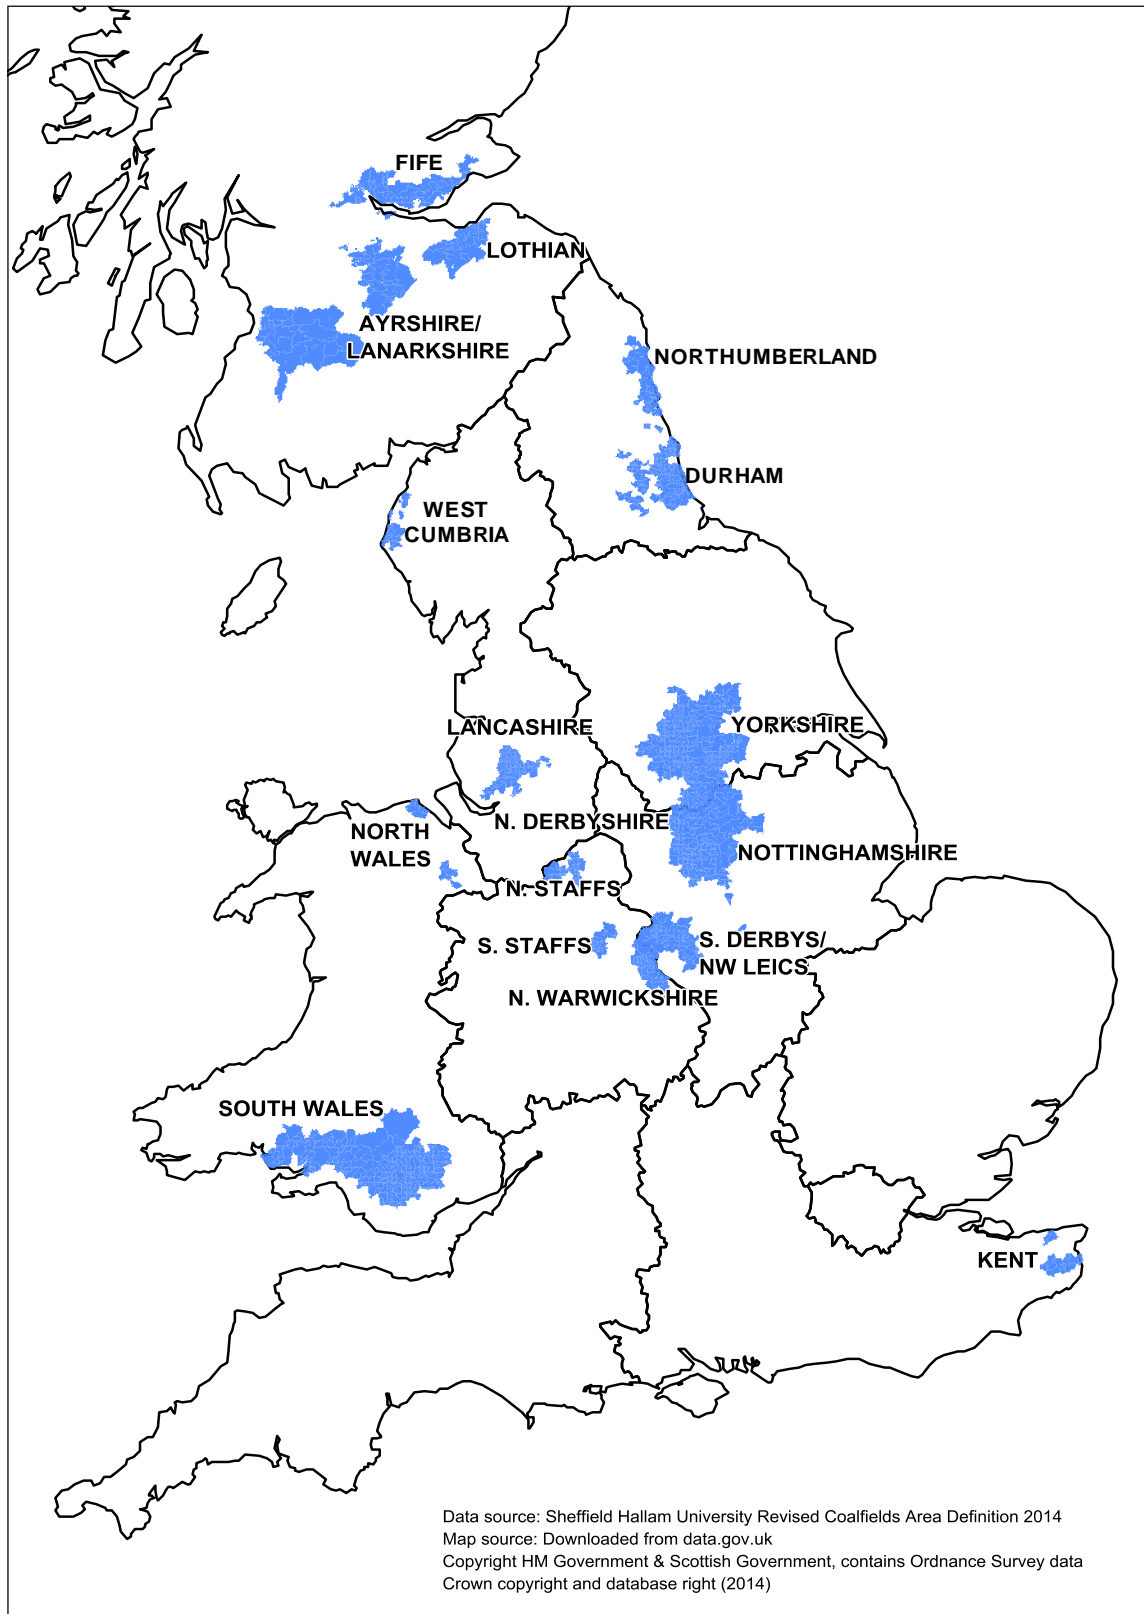 FIFE
LOTHIAN
AYRSHIRE/
LANARKSHIRE
NORTHUMBERLAND
DURHAM
WEST
CUMBRIA
YORKSHIRE
LANCASHIRE
N. DERBYSHIRE
NORTH
WALES
NOTTINGHAMSHIRE
N. STAFFS
S. STAFFS
S. DERBYS/
NW LEICS
N. WARWICKSHIRE
SOUTH WALES
KENT
Data source: Sheffield Hallam University Revised Coalfields Area Definition 2014
Map source: Downloaded from data.gov.uk
Copyright HM Government & Scottish Government, contains Ordnance Survey data
Crown copyright and database right (2014)